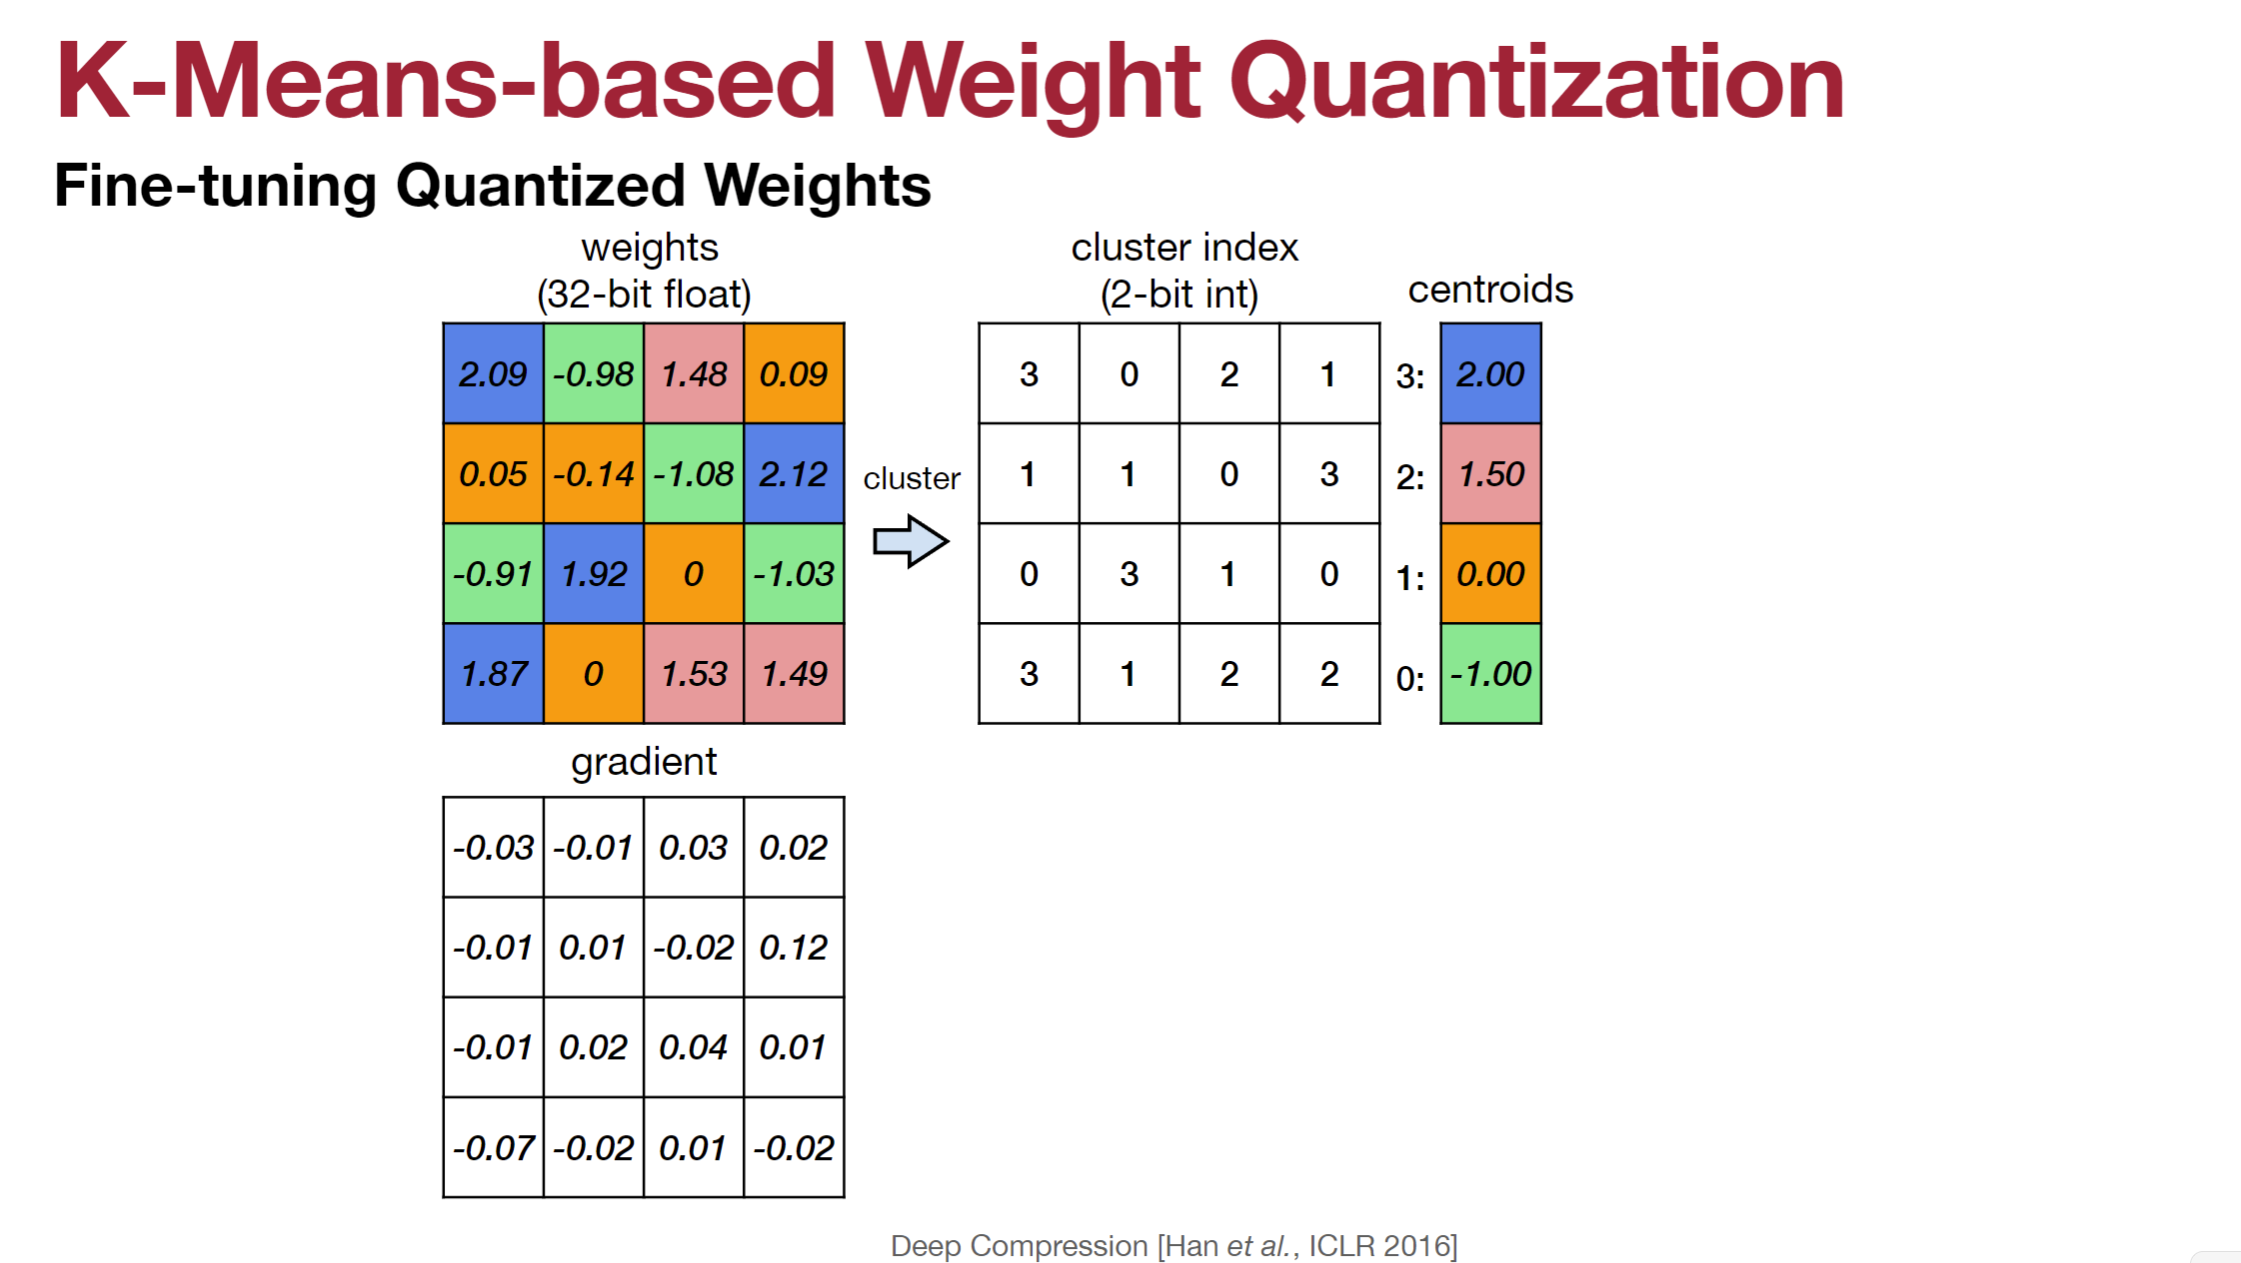 K-Means-based Weight Quantization
Fine-tuning Quantized Weights
weights
(32-bit float)
2.09 -0.98 1.48 0.09
0.05 -0.14 -1.08 2.12
-0.91 1.92 0 -1.03
1.87 0 1.53 1.49
cluster
cluster index
(2-bit int)
3 0 2 1
1 1 0 3
0 3 1 0
3 1 2 2
centroids
3: 2.00
2: 1.50
1: 0.00
0: -1.00
gradient
-0.03 -0.01 0.03 0.02
-0.01 0.01 -0.02 0.12
-0.01 0.02 0.04 0.01
-0.07 -0.02 0.01 -0.02
Deep Compression [Han et al., ICLR 2016]